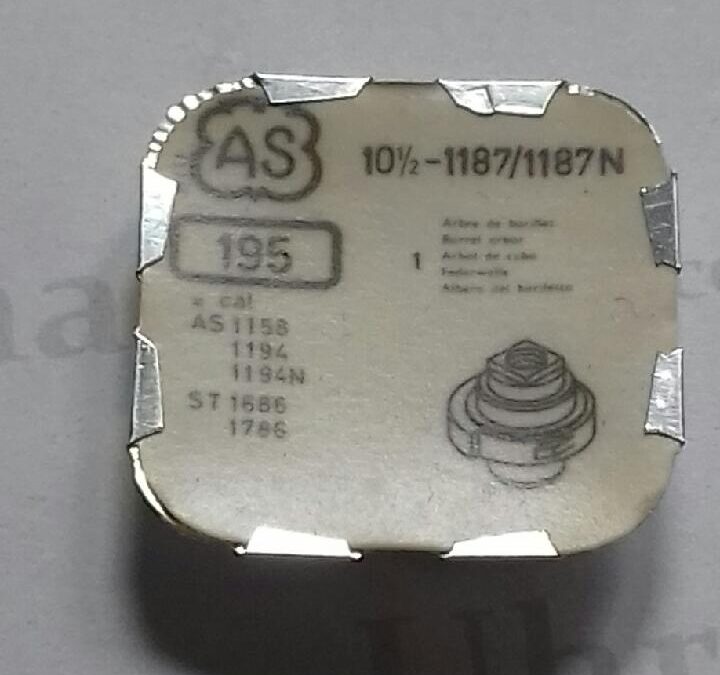 AS
10½-1187/1187N
195
1
Arbre de barillet
Barrel arbor
Arbol de cubo
Federwelle
Albero del bariletto
= cal
AS 1158
1194
1194N
ST 1686
1786